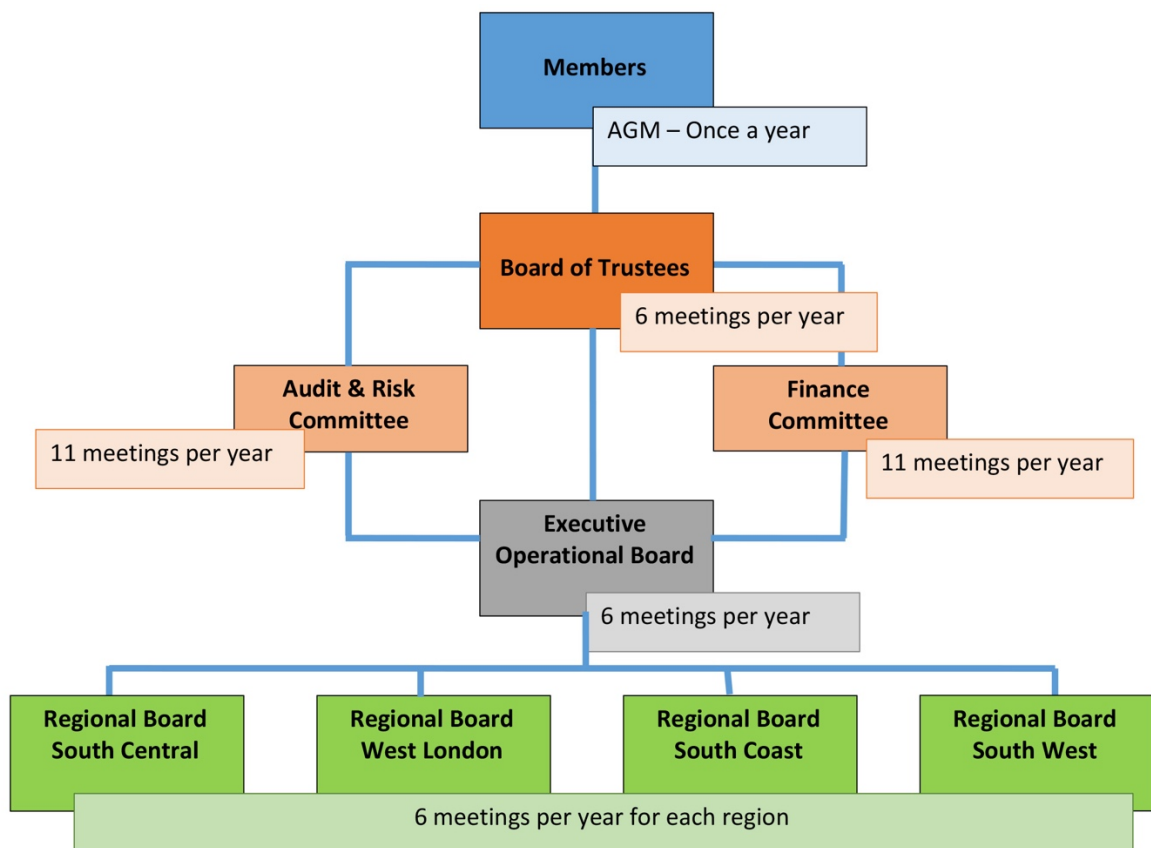 Members
AGM – Once a year
Board of Trustees
6 meetings per year
Audit & Risk
Committee
11 meetings per year
Finance
Committee
11 meetings per year
Executive
Operational Board
6 meetings per year
Regional Board
South Central
Regional Board
West London
Regional Board
South Coast
Regional Board
South West
6 meetings per year for each region